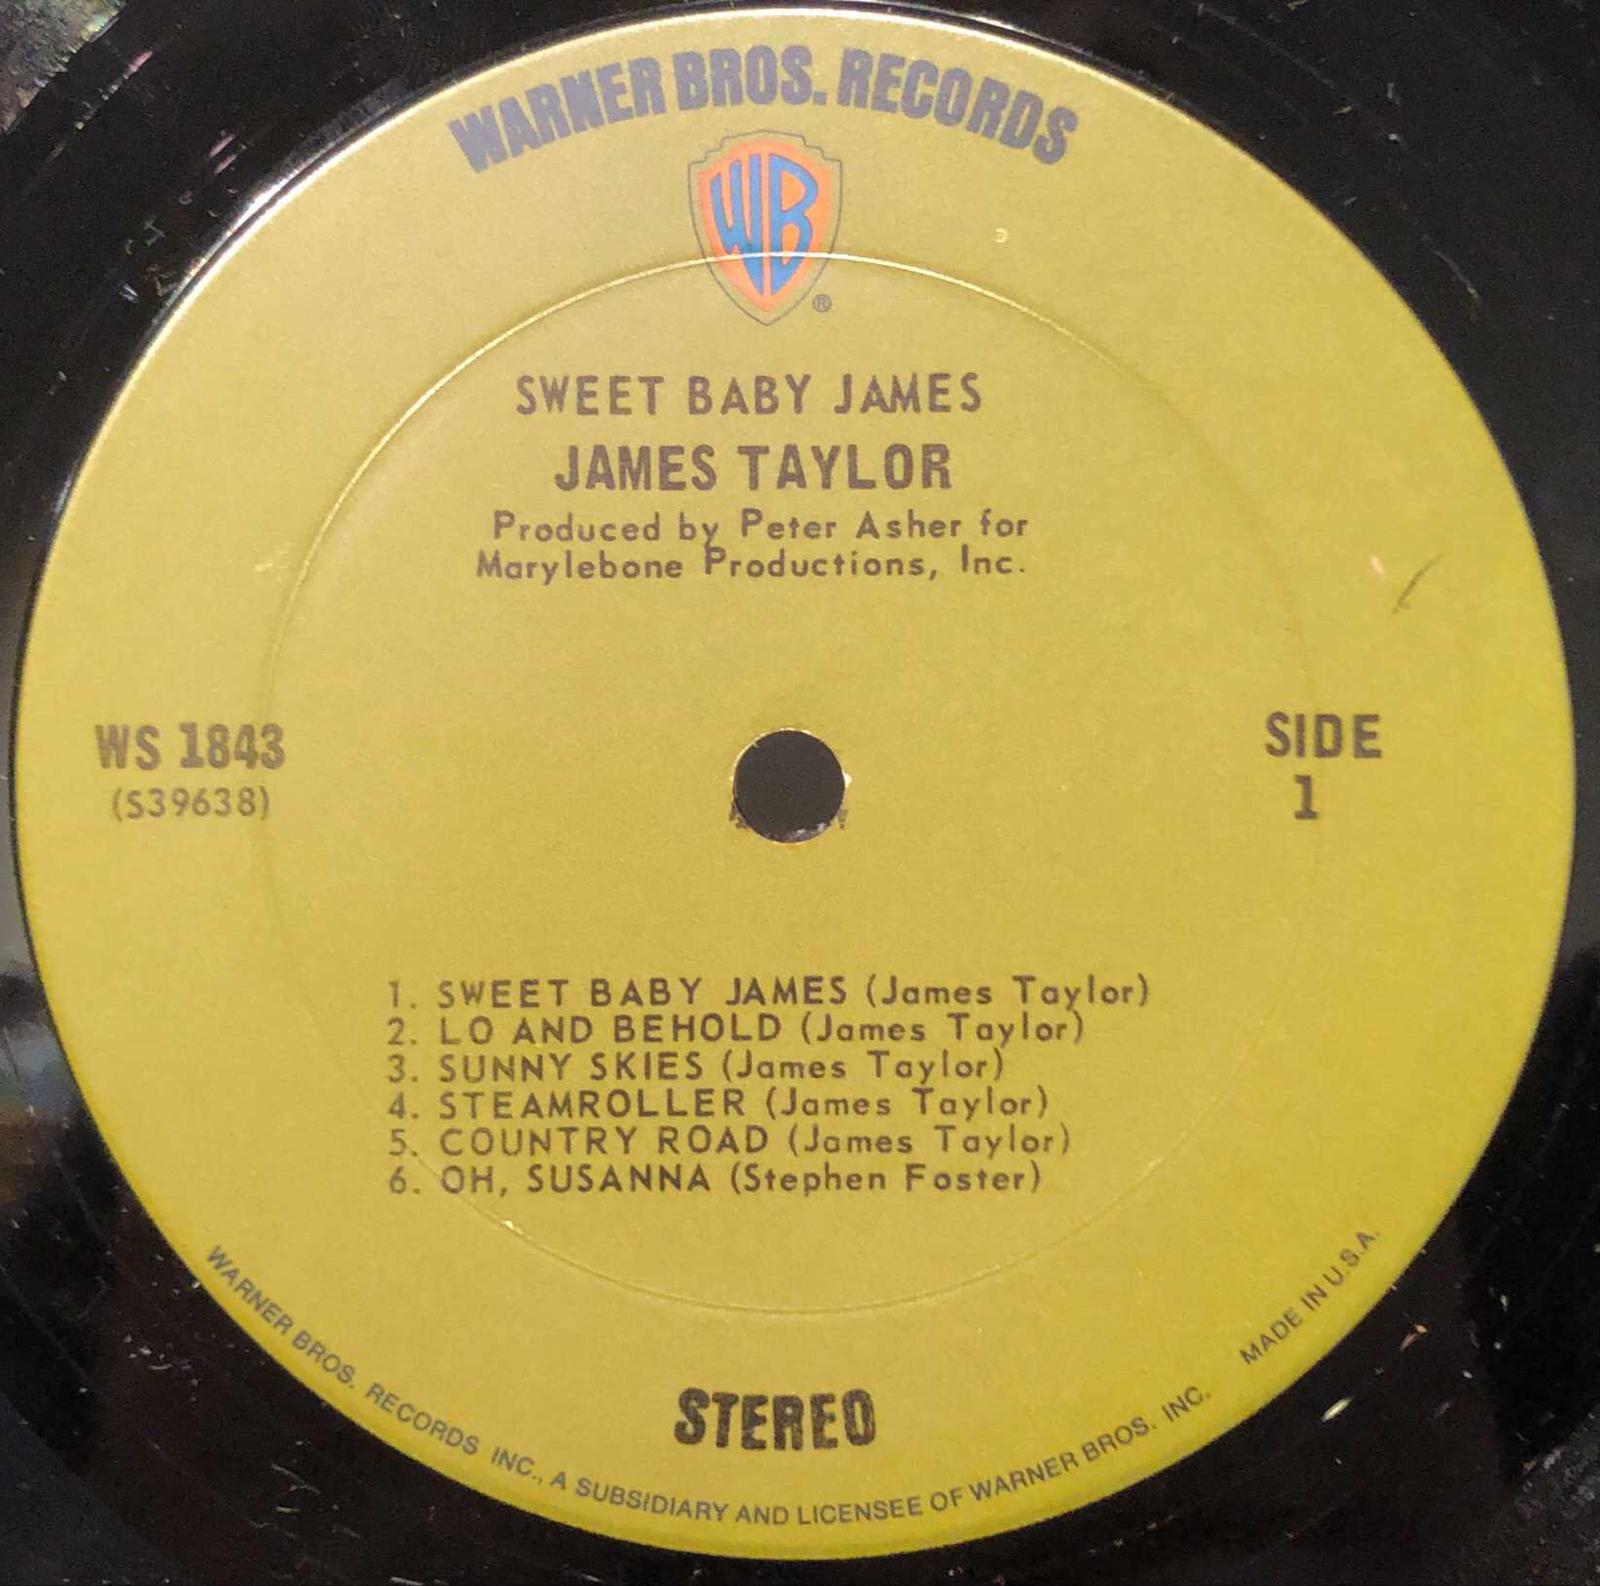 WARNER BROS. RECORDS
WB
®
SWEET BABY JAMES
JAMES TAYLOR
Produced by Peter Asher for
Marylebone Productions, Inc.
WS 1843
(S39638)
SIDE
1
1. SWEET BABY JAMES (James Taylor)
2. LO AND BEHOLD (James Taylor)
3. SUNNY SKIES (James Taylor)
4. STEAMROLLER (James Taylor)
5. COUNTRY ROAD (James Taylor)
6. OH, SUSANNA (Stephen Foster)
STEREO
WARNER BROS. RECORDS INC., A SUBSIDIARY AND LICENSEE OF WARNER BROS. INC. MADE IN U.S.A.